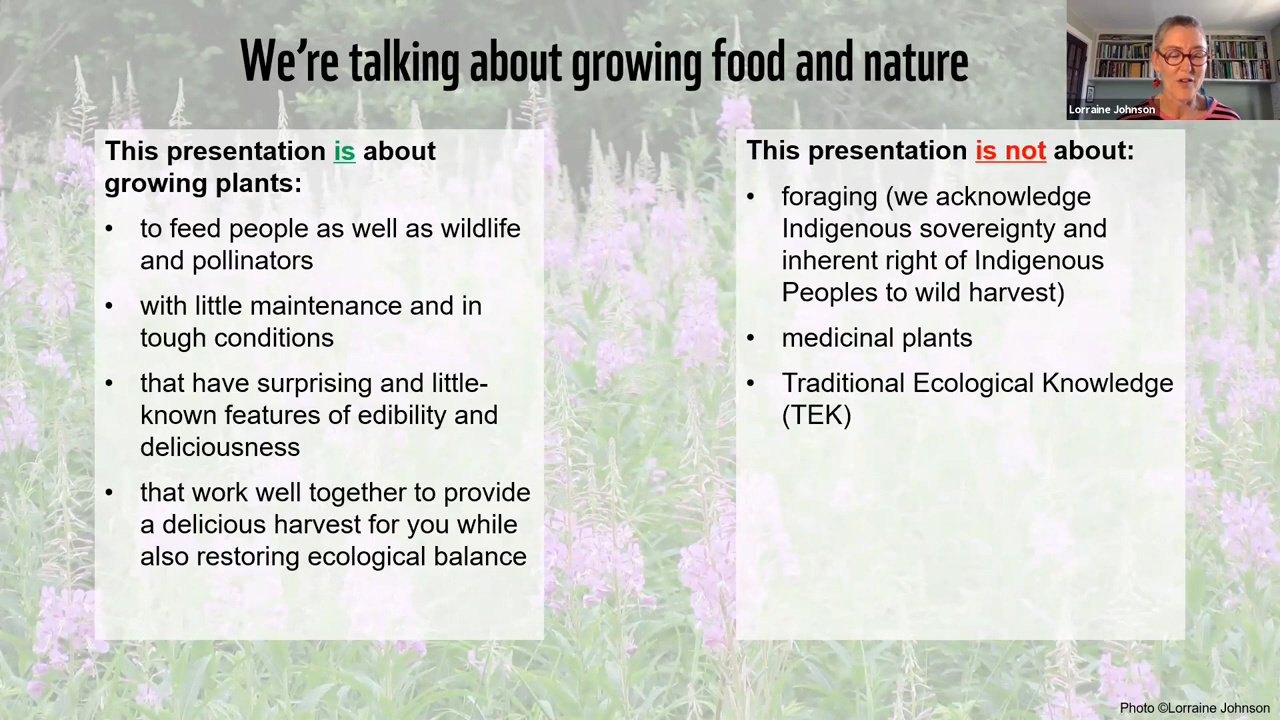 We're talking about growing food and nature
Lorraine Johnson
This presentation is about
growing plants:
• to feed people as well as wildlife
and pollinators
• with little maintenance and in
tough conditions
• that have surprising and little-
known features of edibility and
deliciousness
• that work well together to provide
a delicious harvest for you while
also restoring ecological balance
This presentation is not about:
• foraging (we acknowledge
Indigenous sovereignty and
inherent right of Indigenous
Peoples to wild harvest)
• medicinal plants
• Traditional Ecological Knowledge
(TEK)
Photo ©Lorraine Johnson